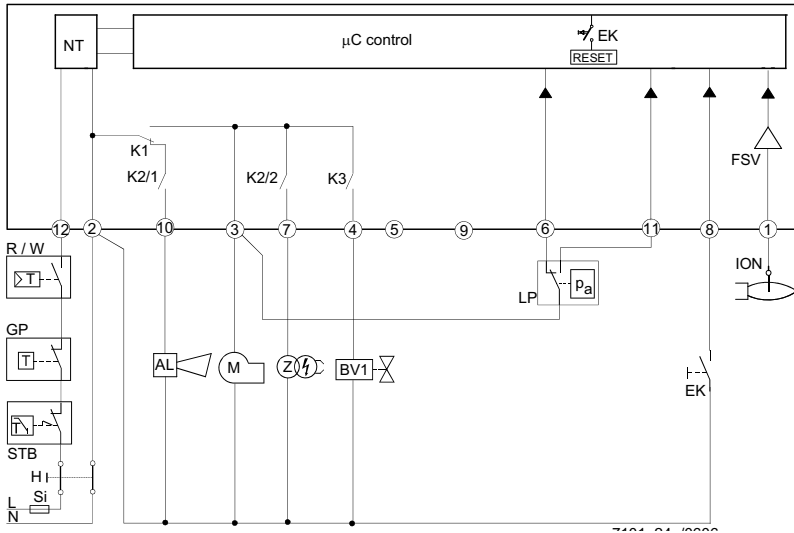 NT
µC control
EK
RESET
FSV
K1
K2/1
K2/2
K3
12
2
10
3
7
4
5
9
6
11
8
1
R / W
T
GP
T
STB
T
H
L
Si
N
AL
M
Z
BV1
LP
pa
ION
EK